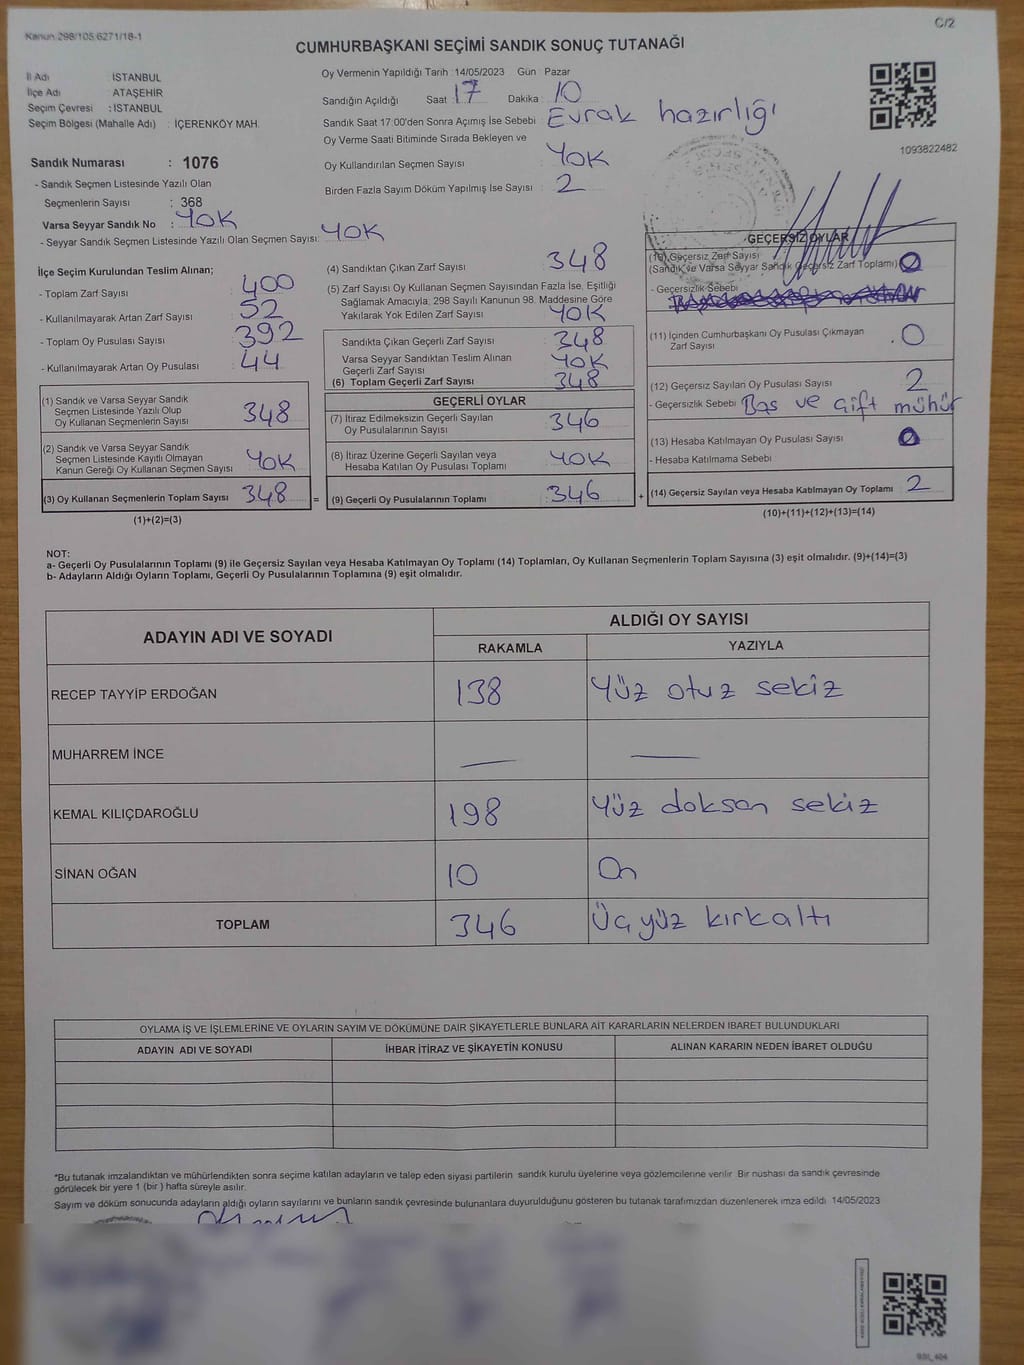 C/2
Kanun 298/105 6271/18-1
CUMHURBAŞKANI SEÇİMİ SANDIK SONUÇ TUTANAĞI
İl Adı : İSTANBUL
İlçe Adı : ATAŞEHİR
Seçim Çevresi : İSTANBUL
Seçim Bölgesi (Mahalle Adı) : İÇERENKÖY MAH.
Oy Vermenin Yapıldığı Tarih :14/05/2023 Gün Pazar
Sandığın Açıldığı Saat 17 Dakika 10
Sandık Saat 17:00'den Sonra Açımış İse Sebebi : Evrak hazırlığı
Oy Verme Saati Bitiminde Sırada Bekleyen ve
Oy Kullandırılan Seçmen Sayısı : YOK
Birden Fazla Sayım Döküm Yapılmış İse Sayısı : 2
1093822482
Sandık Numarası : 1076
- Sandık Seçmen Listesinde Yazılı Olan
Seçmenlerin Sayısı : 368
Varsa Seyyar Sandık No : YOK
- Seyyar Sandık Seçmen Listesinde Yazılı Olan Seçmen Sayısı: YOK
İlçe Seçim Kurulundan Teslim Alınan;
- Toplam Zarf Sayısı : 400
- Kullanılmayarak Artan Zarf Sayısı : 52
- Toplam Oy Pusulası Sayısı : 392
- Kullanılmayarak Artan Oy Pusulası : 44
(1) Sandık ve Varsa Seyyar Sandık
Seçmen Listesinde Yazılı Olup
Oy Kullanan Seçmenlerin Sayısı : 348
(2) Sandık ve Varsa Seyyar Sandık
Seçmen Listesinde Kayıtlı Olmayan
Kanun Gereği Oy Kullanan Seçmen Sayısı : YOK
(3) Oy Kullanan Seçmenlerin Toplam Sayısı : 348 =
(1)+(2)=(3)
(4) Sandıktan Çıkan Zarf Sayısı : 348
(5) Zarf Sayısı Oy Kullanan Seçmen Sayısından Fazla İse, Eşitliği
Sağlamak Amacıyla; 298 Sayılı Kanunun 98. Maddesine Göre
Yakılarak Yok Edilen Zarf Sayısı : YOK
Sandıkta Çıkan Geçerli Zarf Sayısı : 348
Varsa Seyyar Sandıktan Teslim Alınan
Geçerli Zarf Sayısı : YOK
(6) Toplam Geçerli Zarf Sayısı : 348
GEÇERLİ OYLAR
(7) İtiraz Edilmeksizin Geçerli Sayılan
Oy Pusulalarının Sayısı : 346
(8) İtiraz Üzerine Geçerli Sayılan veya
Hesaba Katılan Oy Pusulası Toplamı : YOK
(9) Geçerli Oy Pusulalarının Toplamı : 346 +
GEÇERSİZ OYLAR
(10) Geçersiz Zarf Sayısı
(Sandık ve Varsa Seyyar Sandık Geçersiz Zarf Toplamı) : 0
- Geçersizlik Sebebi
(11) İçinden Cumhurbaşkanı Oy Pusulası Çıkmayan
Zarf Sayısı : 0
(12) Geçersiz Sayılan Oy Pusulası Sayısı : 2
- Geçersizlik Sebebi Boş ve çift mühür
(13) Hesaba Katılmayan Oy Pusulası Sayısı : 0
- Hesaba Katılmama Sebebi
(14) Geçersiz Sayılan veya Hesaba Katılmayan Oy Toplamı : 2
(10)+(11)+(12)+(13)=(14)
NOT:
a- Geçerli Oy Pusulalarının Toplamı (9) ile Geçersiz Sayılan veya Hesaba Katılmayan Oy Toplamı (14) Toplamları, Oy Kullanan Seçmenlerin Toplam Sayısına (3) eşit olmalıdır. (9)+(14)=(3)
b- Adayların Aldığı Oyların Toplamı, Geçerli Oy Pusulalarının Toplamına (9) eşit olmalıdır.
ADAYIN ADI VE SOYADI
ALDIĞI OY SAYISI
RAKAMLA YAZIYLA
RECEP TAYYİP ERDOĞAN 138 Yüz otuz sekiz
MUHARREM İNCE — —
KEMAL KILIÇDAROĞLU 198 Yüz doksan sekiz
SİNAN OĞAN 10 On
TOPLAM 346 Üç yüz kırkaltı
OYLAMA İŞ VE İŞLEMLERİNE VE OYLARIN SAYIM VE DÖKÜMÜNE DAİR ŞİKAYETLERLE BUNLARA AİT KARARLARIN NELERDEN İBARET BULUNDUKLARI
ADAYIN ADI VE SOYADI İHBAR İTİRAZ VE ŞİKAYETİN KONUSU ALINAN KARARIN NEDEN İBARET OLDUĞU
*Bu tutanak imzalandıktan ve mühürlendikten sonra seçime katılan adayların ve talep eden siyasi partilerin sandık kurulu üyelerine veya gözlemcilerine verilir. Bir nushası da sandık çevresinde
görülecek bir yere 1 (bir ) hafta süreyle asılır.
Sayım ve döküm sonucunda adayların aldığı oyların sayılarını ve bunların sandık çevresinde bulunanlara duyurulduğunu gösteren bu tutanak tarafımızdan düzenlenerek imza edildi 14/05/2023